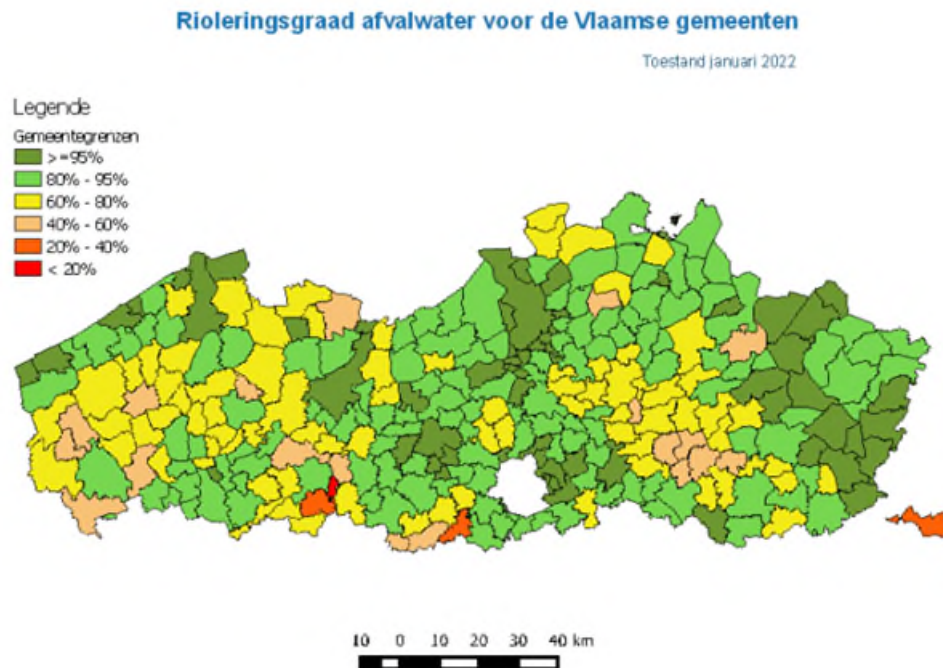 Rioleringsgraad afvalwater voor de Vlaamse gemeenten
Toestand januari 2022
Legende
Gemeentegrenzen
>=95%
80% - 95%
60% - 80%
40% - 60%
20% - 40%
< 20%
10 0 10 20 30 40 km